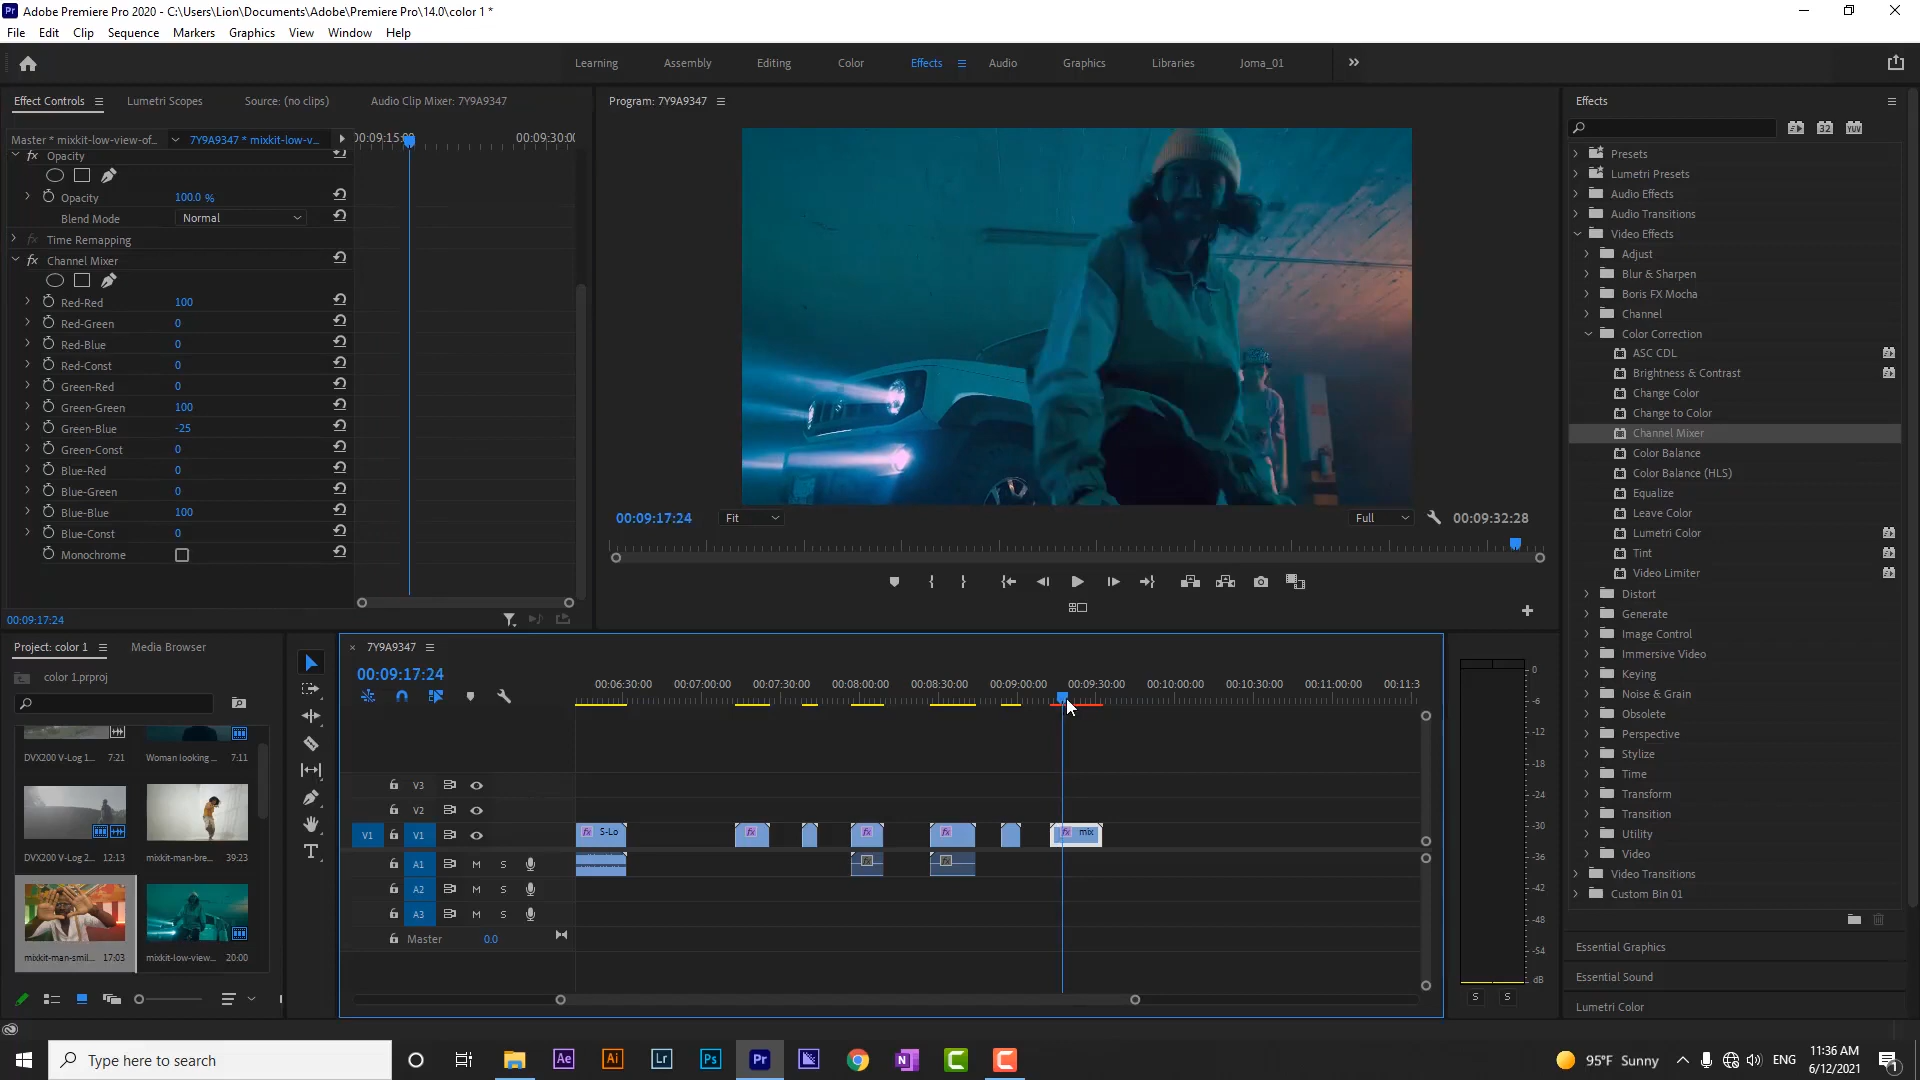 Adobe Premiere Pro 2020 - C:\Users\Lion\Documents\Adobe\Premiere Pro\14.0\color 1 *
File Edit Clip Sequence Markers Graphics View Window Help
Learning Assembly Editing Color Effects Audio Graphics Libraries Joma_01
Effect Controls Lumetri Scopes Source: (no clips) Audio Clip Mixer: 7Y9A9347
Program: 7Y9A9347
Effects
Master * mixkit-low-view-of... 7Y9A9347 * mixkit-low-v...
00:09:30:00
fx Opacity
Opacity 100.0 %
Blend Mode Normal
fx Time Remapping
fx Channel Mixer
Red-Red 100
Red-Green 0
Red-Blue 0
Red-Const 0
Green-Red 0
Green-Green 100
Green-Blue -25
Green-Const 0
Blue-Red 0
Blue-Green 0
Blue-Blue 100
Blue-Const 0
Monochrome
00:09:17:24
00:09:17:24 Fit Full 00:09:32:28
32 YUV
Presets
Lumetri Presets
Audio Effects
Audio Transitions
Video Effects
Adjust
Blur & Sharpen
Boris FX Mocha
Channel
Color Correction
ASC CDL
Brightness & Contrast
Change Color
Change to Color
Channel Mixer
Color Balance
Color Balance (HLS)
Equalize
Leave Color
Lumetri Color
Tint
Video Limiter
Distort
Generate
Image Control
Immersive Video
Keying
Noise & Grain
Obsolete
Perspective
Stylize
Time
Transform
Transition
Utility
Video
Video Transitions
Custom Bin 01
Essential Graphics
Essential Sound
Lumetri Color
Project: color 1 Media Browser
color 1.prproj
DVX200 V-Log 1... 7:21
Woman looking ... 7:11
DVX200 V-Log 2... 12:13
mixkit-man-bre... 39:23
mixkit-man-smil... 17:03
mixkit-low-view... 20:00
7Y9A9347
00:09:17:24
00:06:30:00 00:07:00:00 00:07:30:00 00:08:00:00 00:08:30:00 00:09:00:00 00:09:30:00 00:10:00:00 00:10:30:00 00:11:00:00 00:11:3
V3
V2
V1 V1 fx S-Lo fx fx fx fx mix
A1 M S
A2 M S
A3 M S
Master 0.0
0
-6
-12
-18
-24
-30
-36
-42
-48
-54
dB
S S
Type here to search
Ae Ai Lr Ps Pr N
95°F Sunny
ENG
11:36 AM
6/12/2021
1